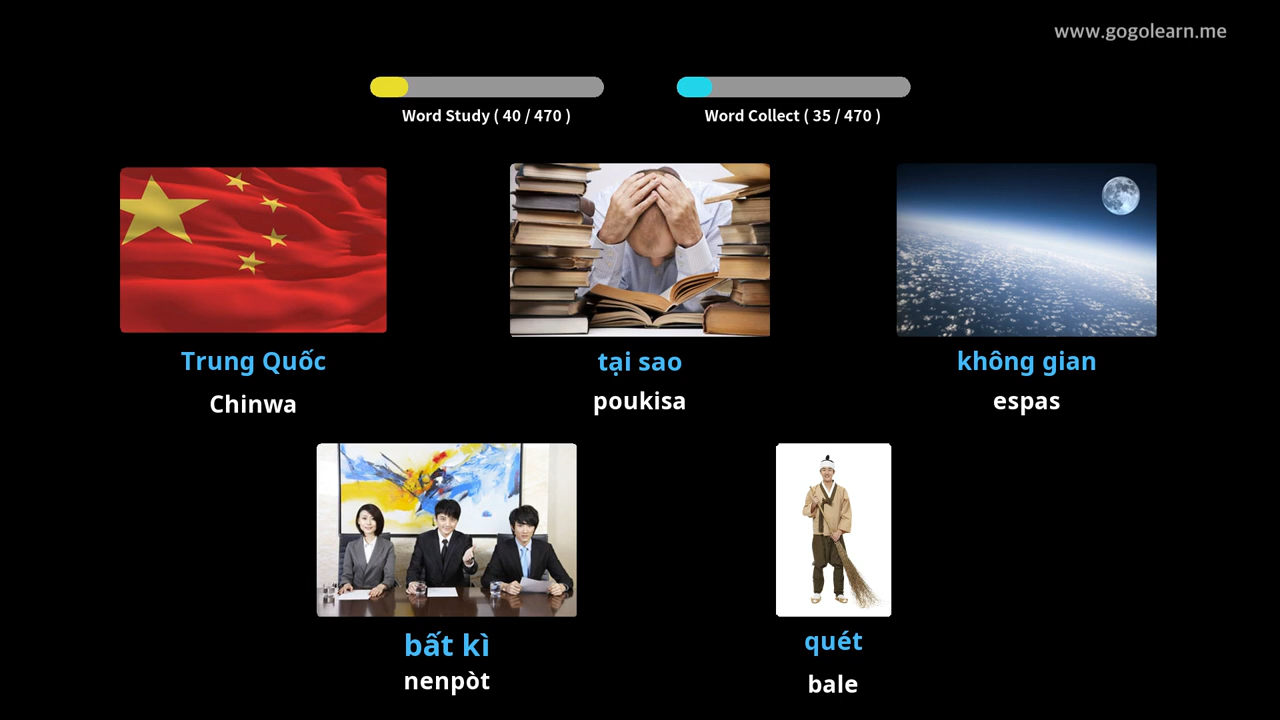 www.gogolearn.me
Word Study ( 40 / 470 )
Word Collect ( 35 / 470 )
Trung Quốc
Chinwa
tại sao
poukisa
không gian
espas
bất kì
nenpòt
quét
bale